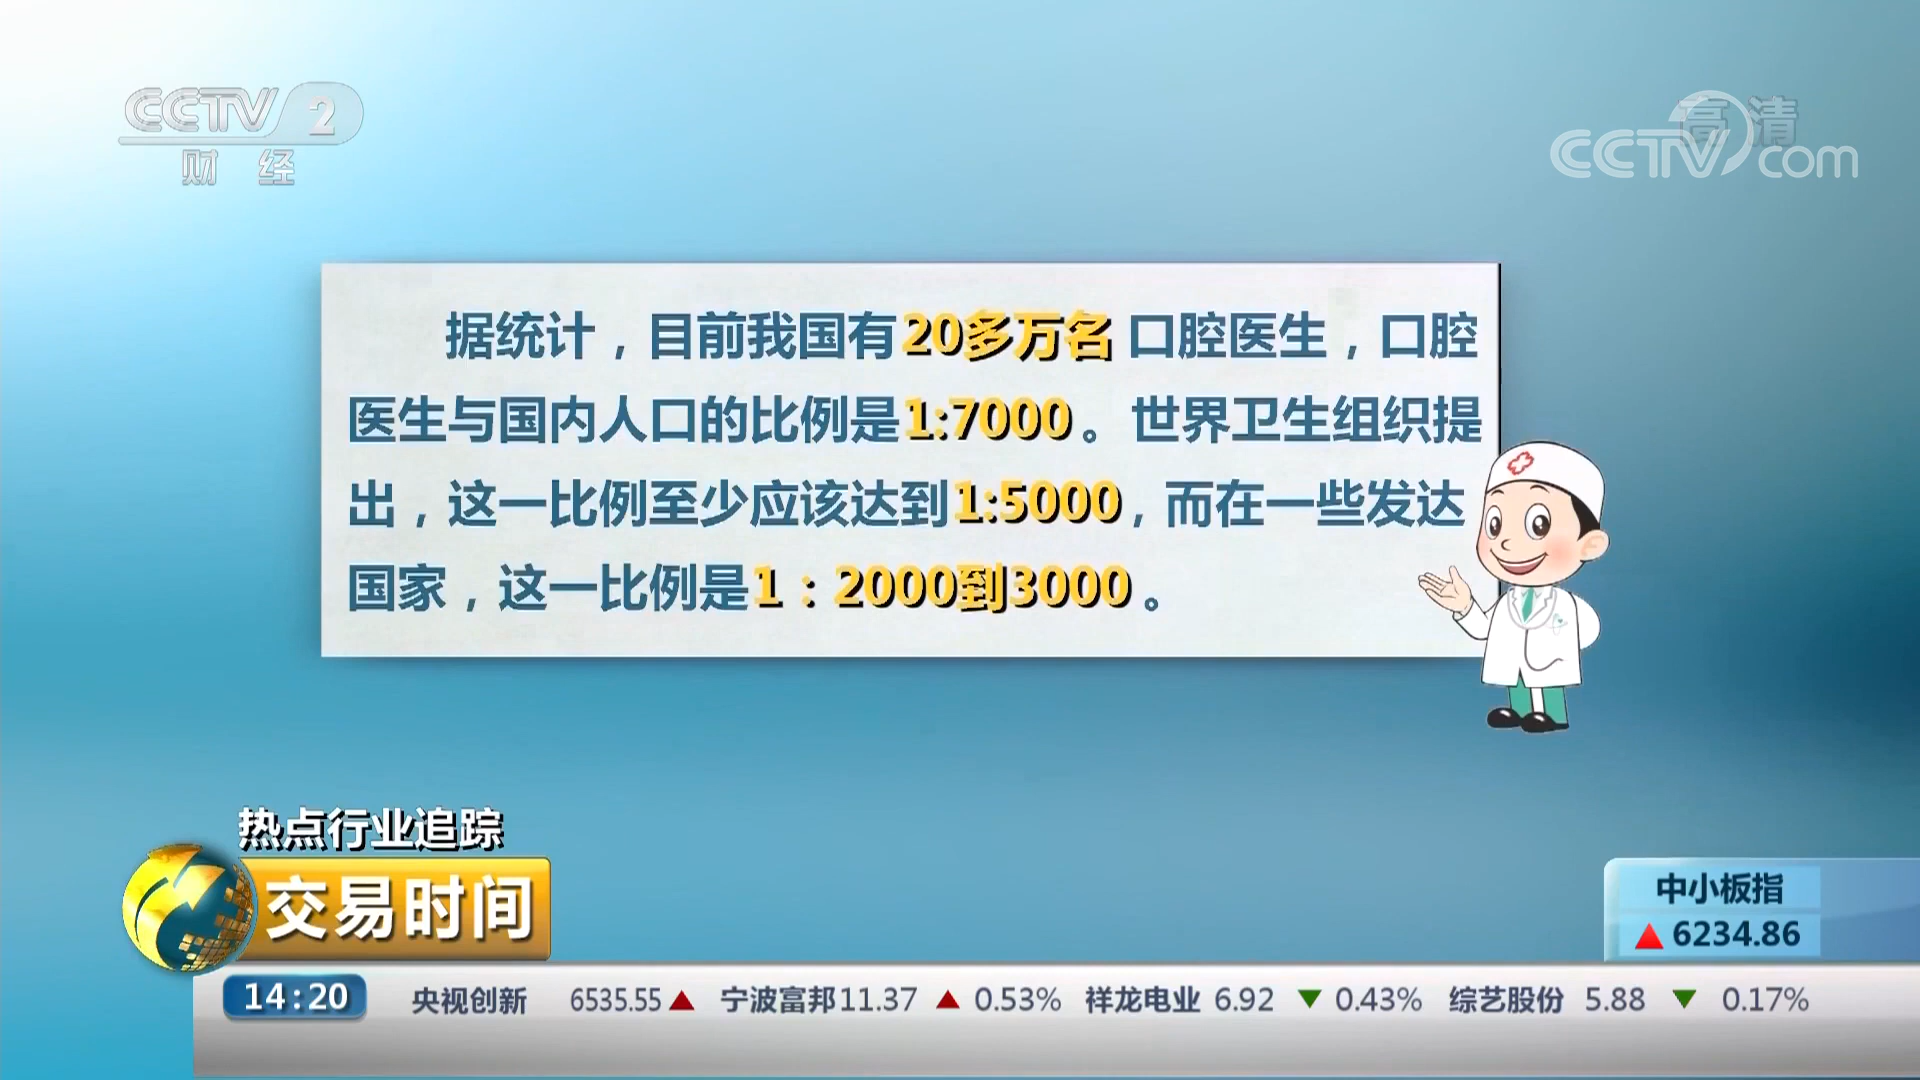 CCTV 2
财 经
高清
CCTV com
据统计，目前我国有20多万名口腔医生，口腔
医生与国内人口的比例是1:7000。世界卫生组织提
出，这一比例至少应该达到1:5000，而在一些发达
国家，这一比例是1：2000到3000。
热点行业追踪
交易时间
中小板指
▲ 6234.86
14:20 央视创新 6535.55 ▲ 宁波富邦 11.37 ▲ 0.53% 祥龙电业 6.92 ▼ 0.43% 综艺股份 5.88 ▼ 0.17%